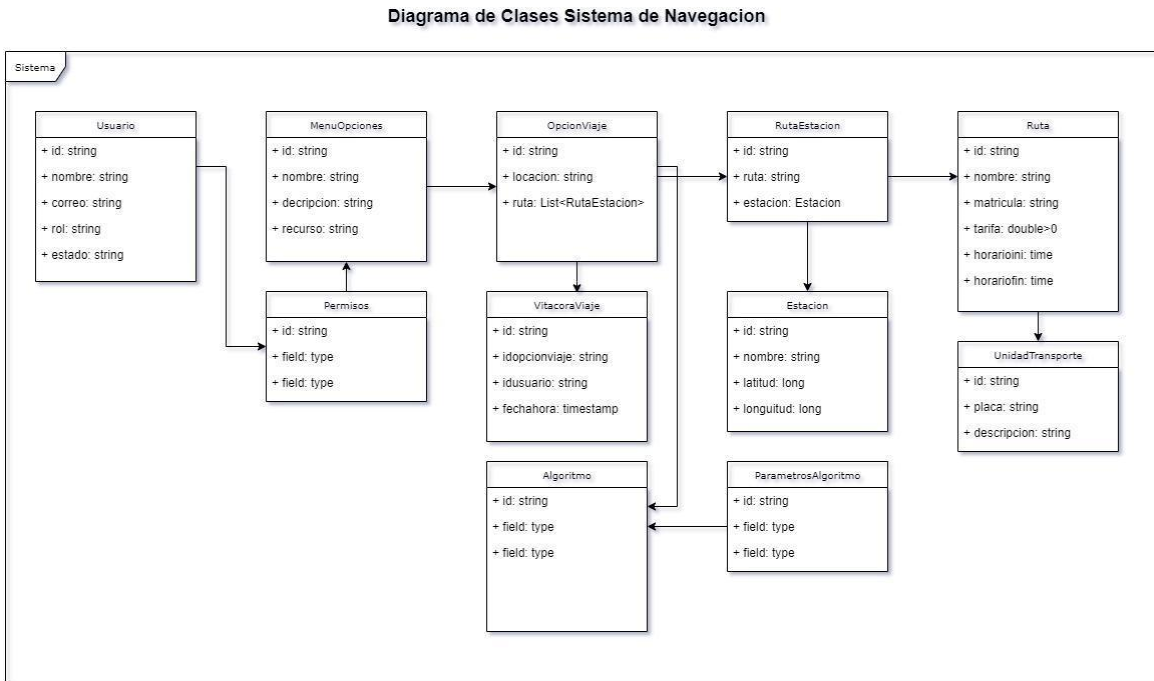 Diagrama de Clases Sistema de Navegacion
Sistema
Usuario
+ id: string
+ nombre: string
+ correo: string
+ rol: string
+ estado: string
MenuOpciones
+ id: string
+ nombre: string
+ decripcion: string
+ recurso: string
OpcionViaje
+ id: string
+ locacion: string
+ ruta: List<RutaEstacion>
RutaEstacion
+ id: string
+ ruta: string
+ estacion: Estacion
Ruta
+ id: string
+ nombre: string
+ matricula: string
+ tarifa: double>0
+ horarioini: time
+ horariofin: time
Permisos
+ id: string
+ field: type
+ field: type
VitacoraViaje
+ id: string
+ idopcionviaje: string
+ idusuario: string
+ fechahora: timestamp
Estacion
+ id: string
+ nombre: string
+ latitud: long
+ longuitud: long
UnidadTransporte
+ id: string
+ placa: string
+ descripcion: string
Algoritmo
+ id: string
+ field: type
+ field: type
ParametrosAlgoritmo
+ id: string
+ field: type
+ field: type